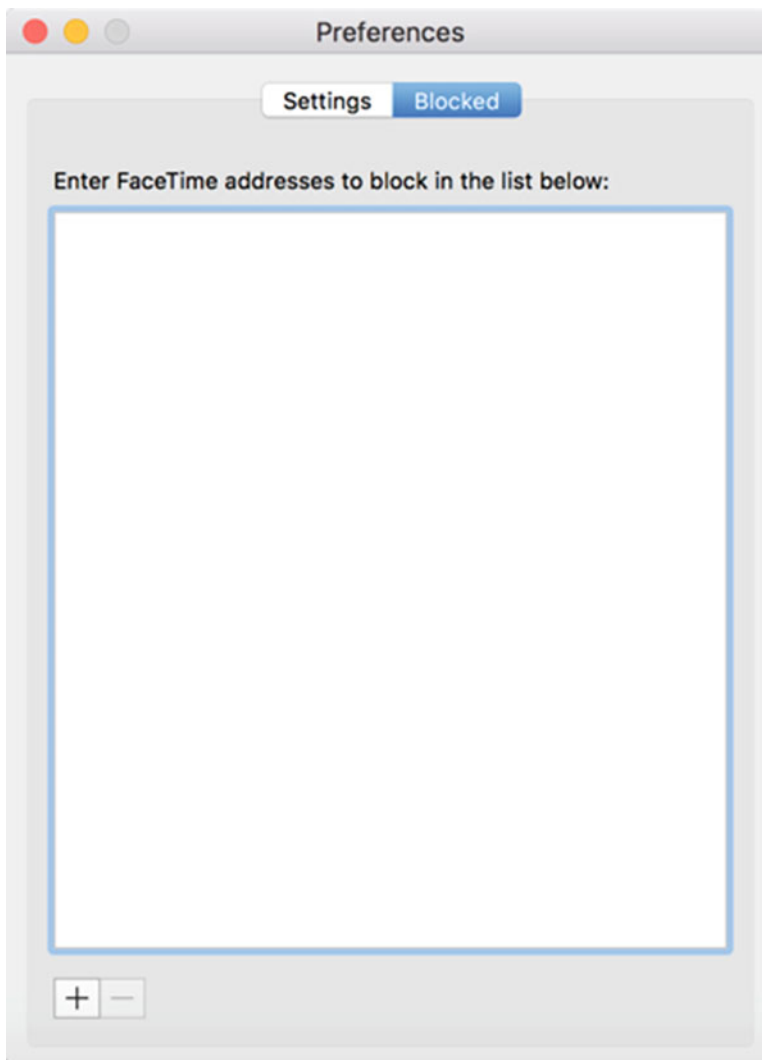 Preferences
Settings Blocked
Enter FaceTime addresses to block in the list below: